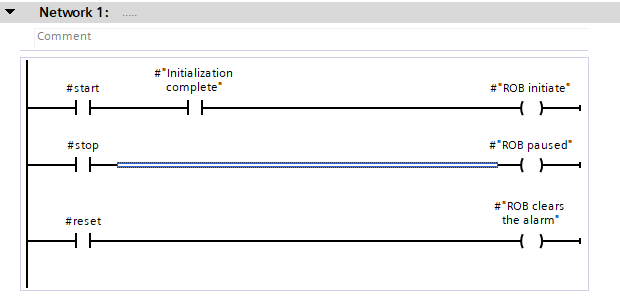 Network 1: .....
Comment
#start
#"Initialization
complete"
#"ROB initiate"
#stop
#"ROB paused"
#reset
#"ROB clears
the alarm"